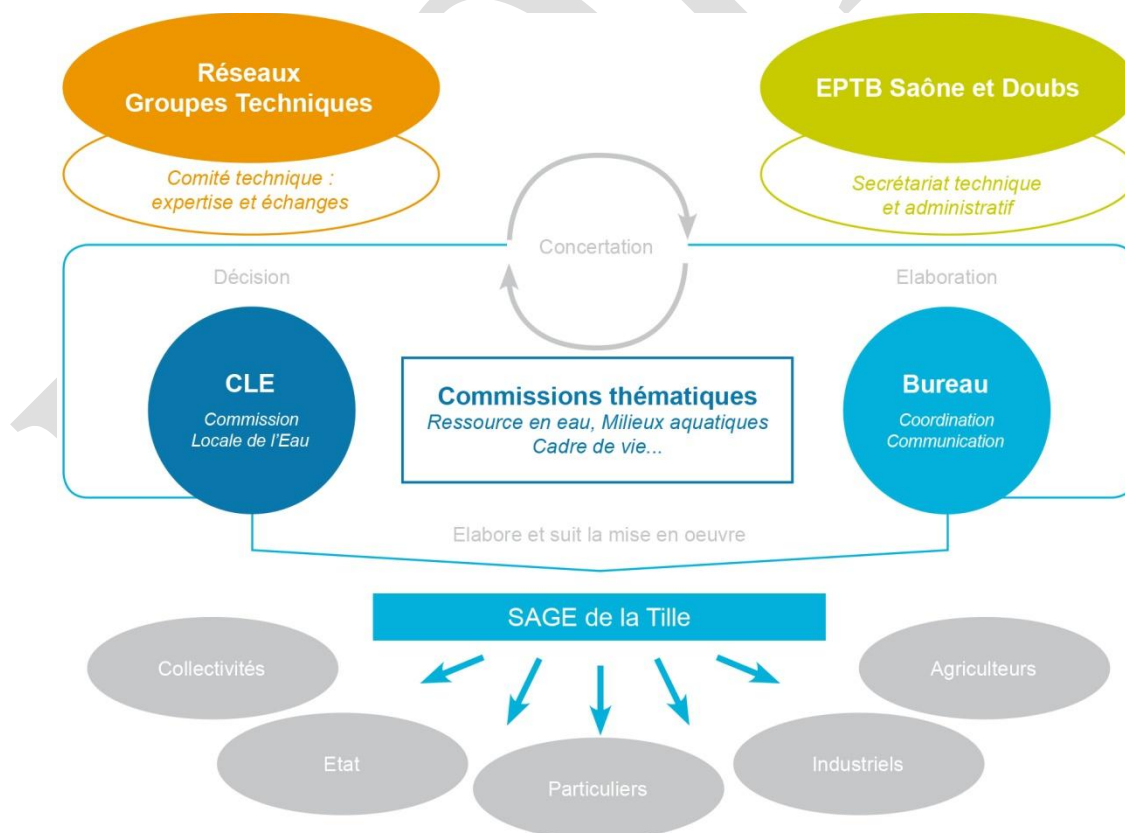 Réseaux
Groupes Techniques
Comité technique :
expertise et échanges
EPTB Saône et Doubs
Secrétariat technique
et administratif
Concertation
Décision
Elaboration
CLE
Commission
Locale de l'Eau
Commissions thématiques
Ressource en eau, Milieux aquatiques
Cadre de vie...
Bureau
Coordination
Communication
Elabore et suit la mise en oeuvre
SAGE de la Tille
Collectivités
Etat
Particuliers
Industriels
Agriculteurs